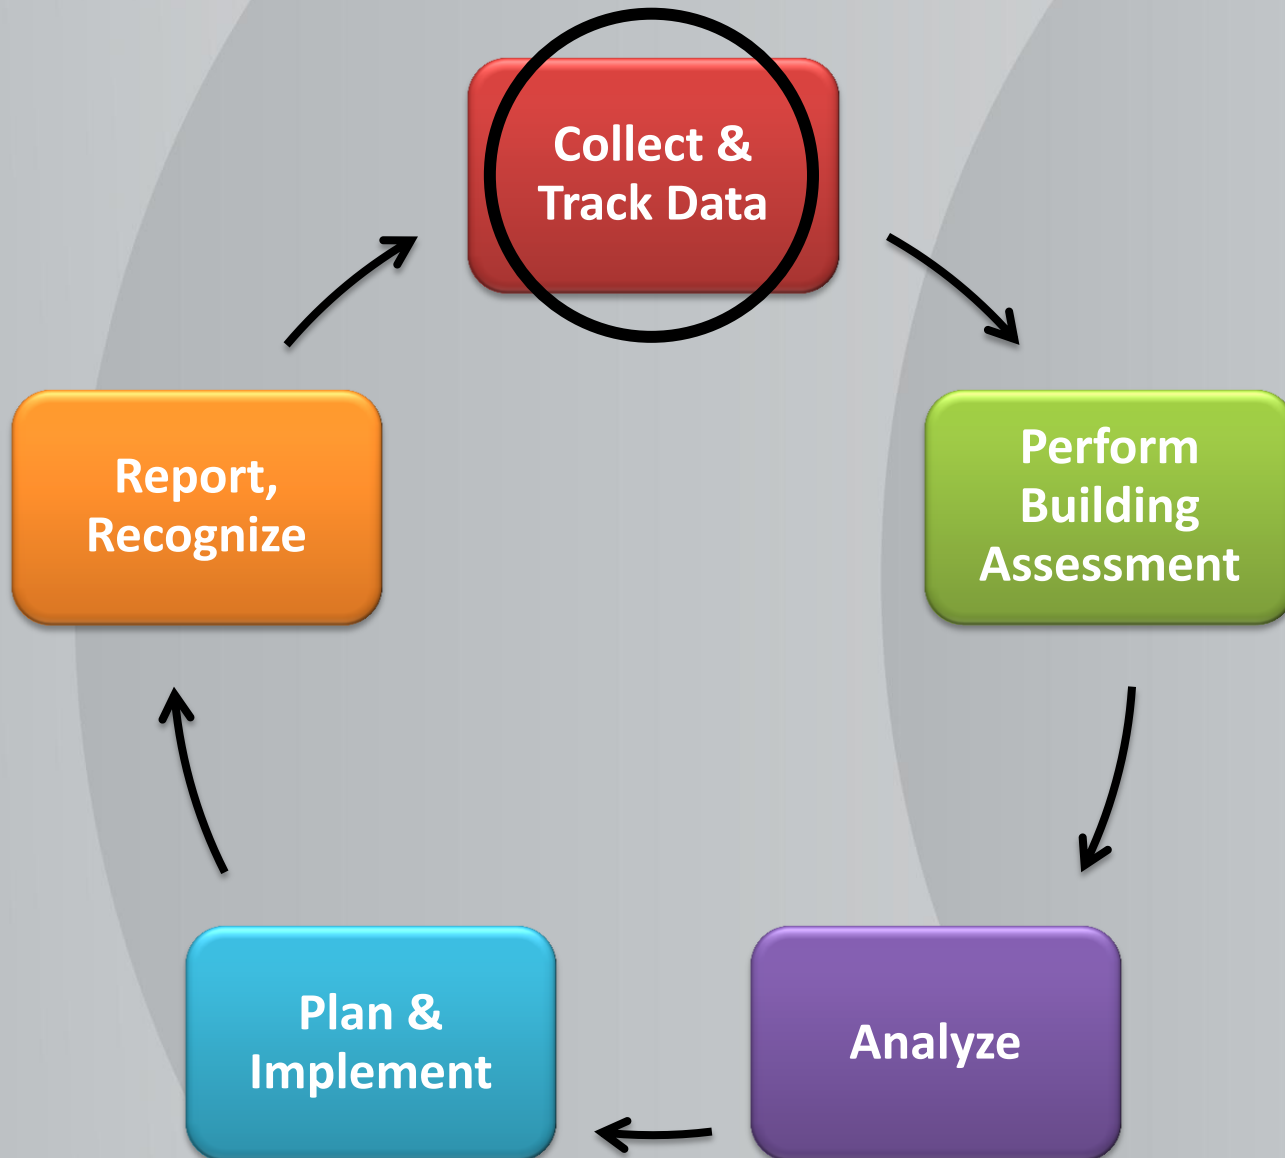 Collect &
Track Data
Perform
Building
Assessment
Analyze
Plan &
Implement
Report,
Recognize